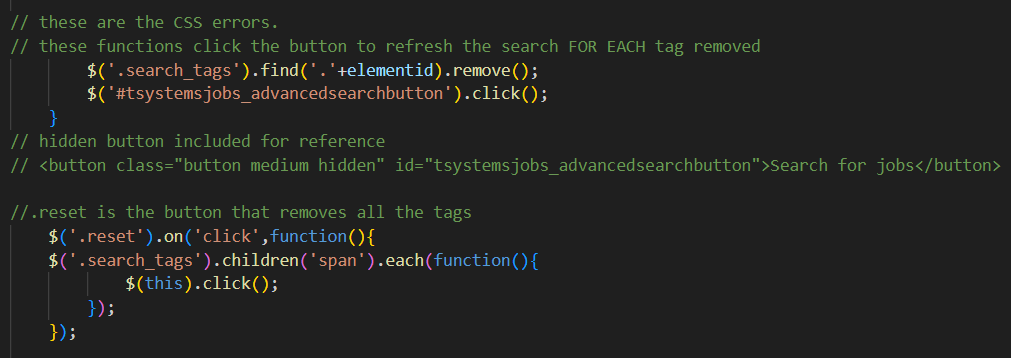 // these are the CSS errors.
// these functions click the button to refresh the search FOR EACH tag removed
$('.search_tags').find('.'+elementid).remove();
$('#tsystemsjobs_advancedsearchbutton').click();
}
// hidden button included for reference
// <button class="button medium hidden" id="tsystemsjobs_advancedsearchbutton">Search for jobs</button>
//.reset is the button that removes all the tags
$('.reset').on('click',function(){
$('.search_tags').children('span').each(function(){
$(this).click();
});
});